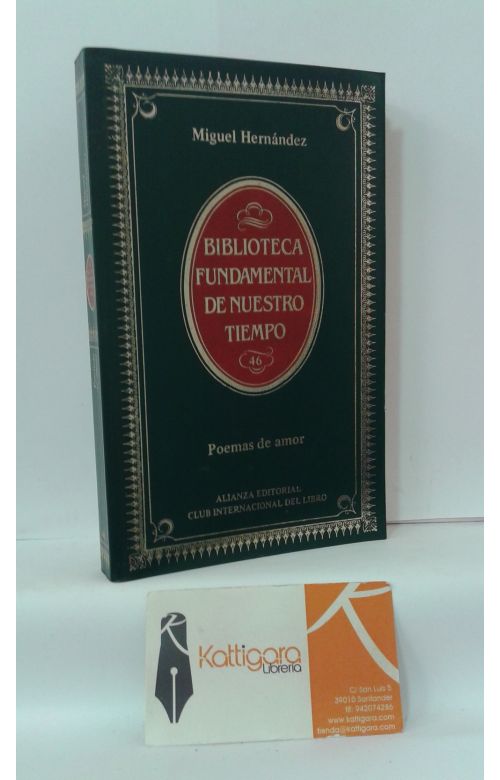 Miguel Hernández
BIBLIOTECA
FUNDAMENTAL
DE NUESTRO
TIEMPO
46
Poemas de amor
ALIANZA EDITORIAL
CLUB INTERNACIONAL DEL LIBRO
Kattigara
Librería
C/ San Luis 5
39010 Santander
tlf: 942074286
www.kattigara.com
tienda@kattigara.com